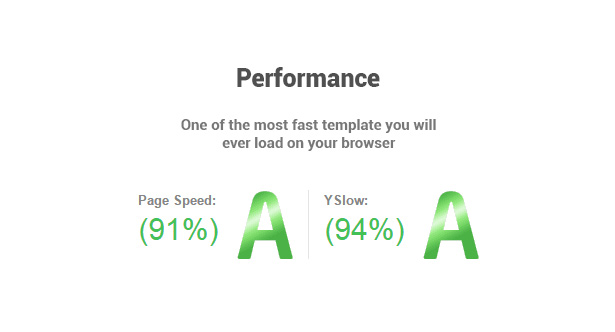 Performance
One of the most fast template you will
ever load on your browser
Page Speed:
(91%)
A
YSlow:
(94%)
A